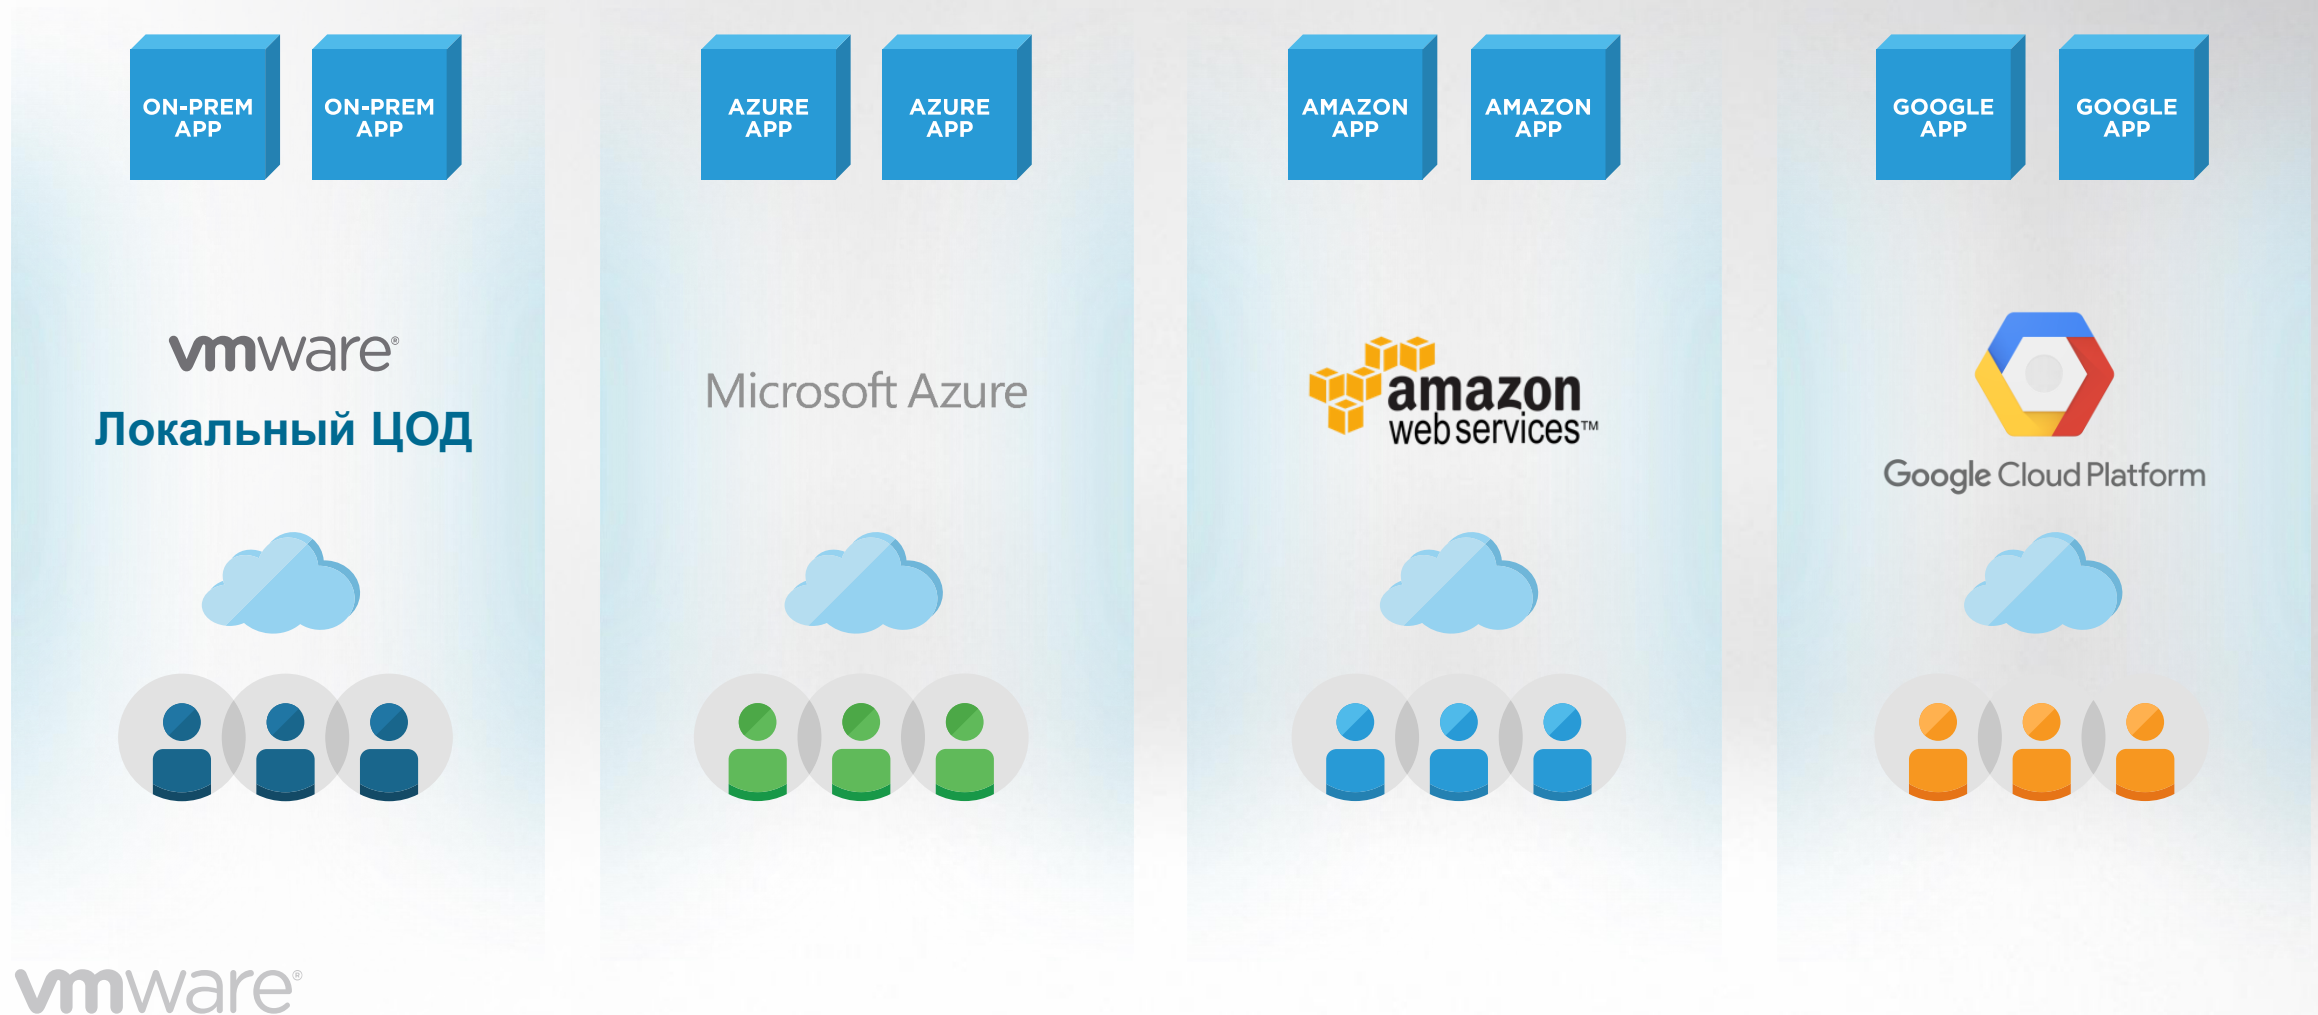 ON-PREM
APP
ON-PREM
APP
AZURE
APP
AZURE
APP
AMAZON
APP
AMAZON
APP
GOOGLE
APP
GOOGLE
APP
vmware®
Локальный ЦОД
Microsoft Azure
amazon
web services™
Google Cloud Platform
vmware®